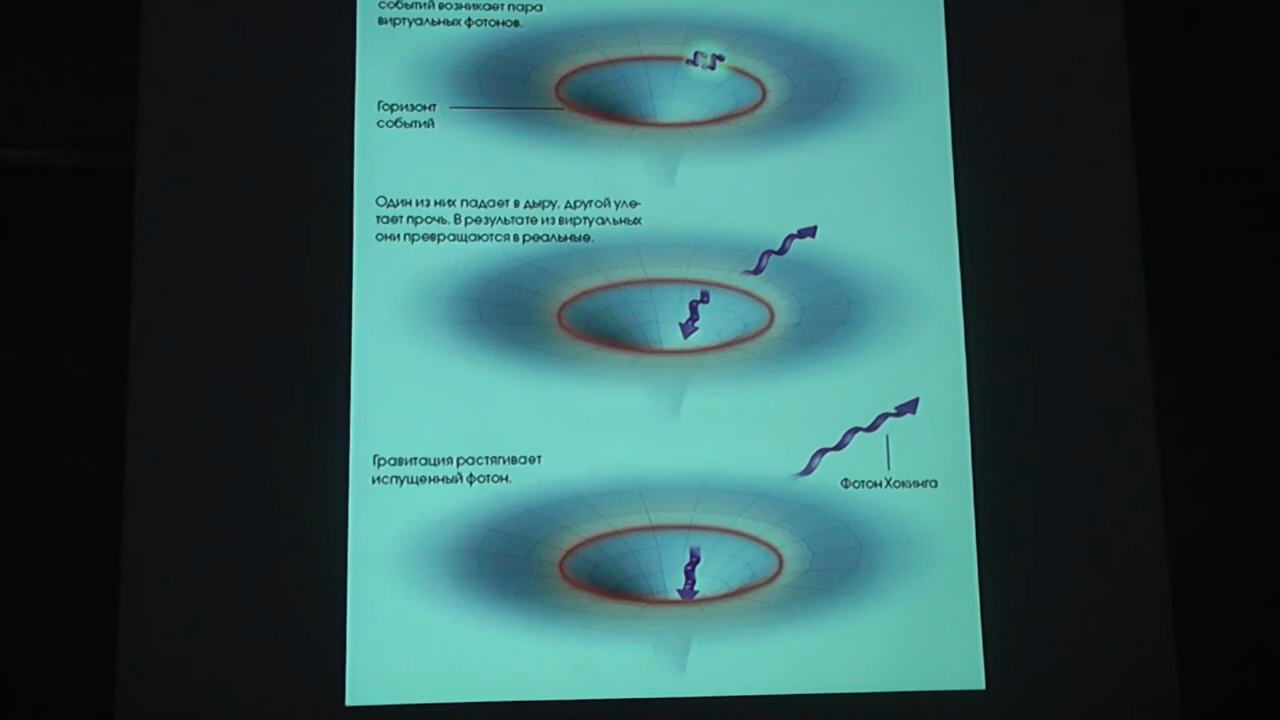 событий возникает пара
виртуальных фотонов.
Горизонт
событий
Один из них падает в дыру, другой уле-
тает прочь. В результате из виртуальных
они превращаются в реальные.
Гравитация растягивает
испущенный фотон.
Фотон Хокинга